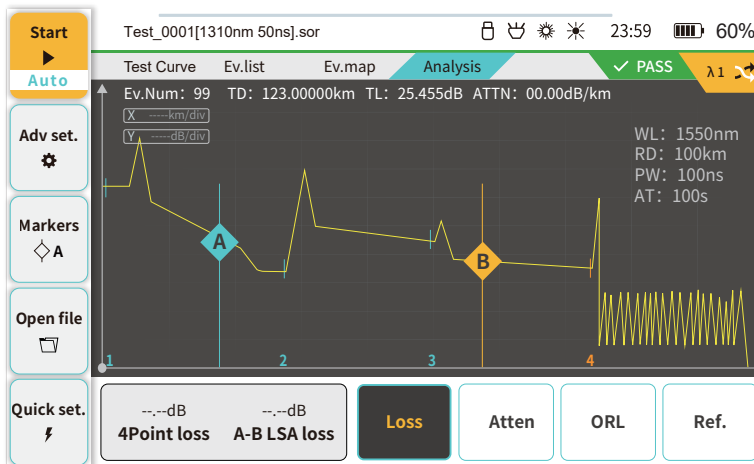 Start
Auto
Test_0001[1310nm 50ns].sor
23:59
60%
Test Curve
Ev.list
Ev.map
Analysis
✓ PASS
λ1
Ev.Num: 99 TD: 123.00000km TL: 25.455dB ATTN: 00.00dB/km
X -----km/div
Y -----dB/div
WL: 1550nm
RD: 100km
PW: 100ns
AT: 100s
Adv set.
Markers
A
Open file
Quick set.
A
B
1
2
3
4
--.--dB
4Point loss
--.--dB
A-B LSA loss
Loss
Atten
ORL
Ref.